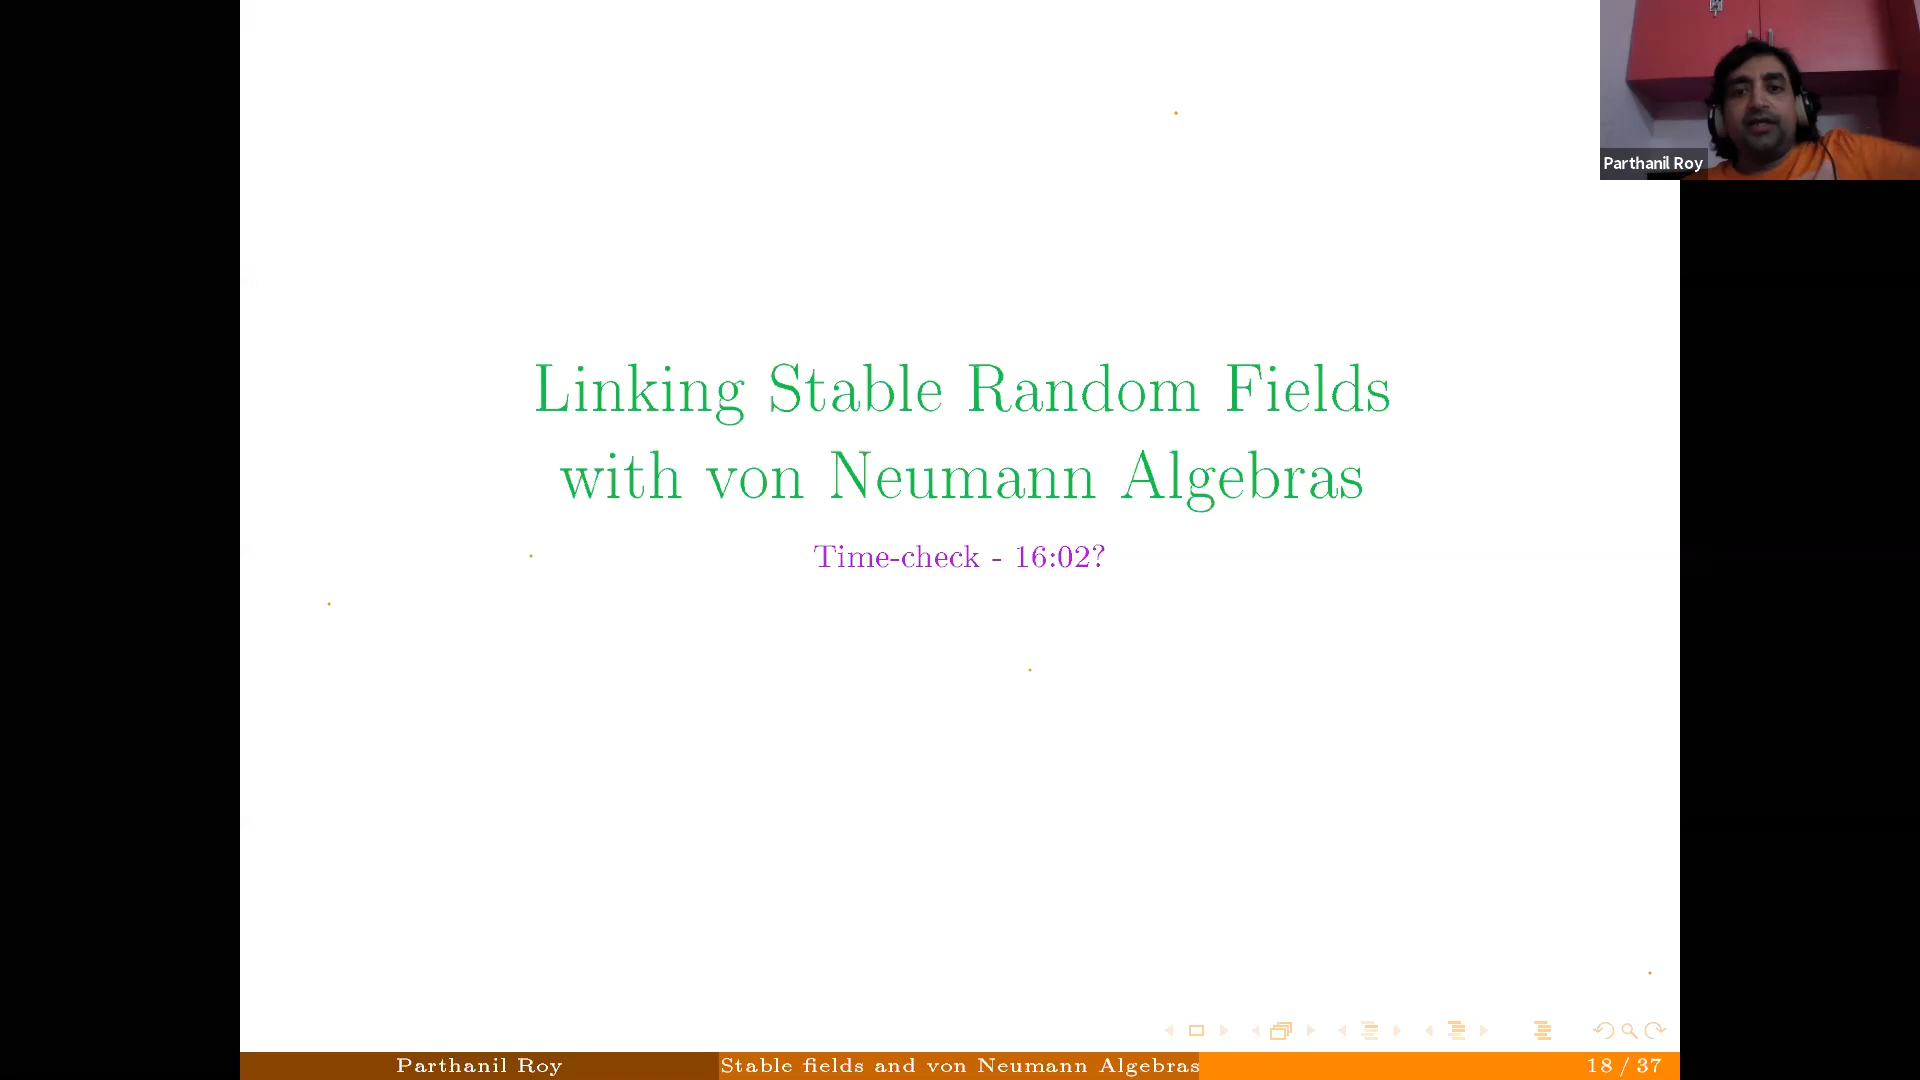 Parthanil Roy
Linking Stable Random Fields
with von Neumann Algebras
Time-check - 16:02?
Parthanil Roy
Stable fields and von Neumann Algebras
18 / 37